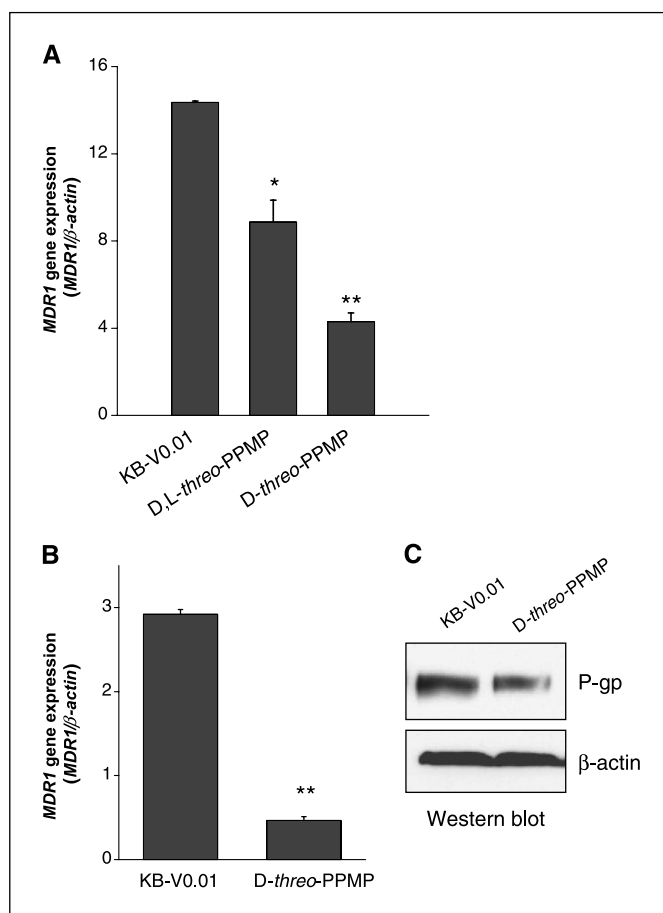 A
16
12
8
4
0
MDR1 gene expression
(MDR1/β-actin)
*
**
KB-V0.01
D,L-threo-PPMP
D-threo-PPMP
B
3
2
1
0
MDR1 gene expression
(MDR1/β-actin)
**
KB-V0.01
D-threo-PPMP
C
KB-V0.01
D-threo-PPMP
P-gp
β-actin
Western blot